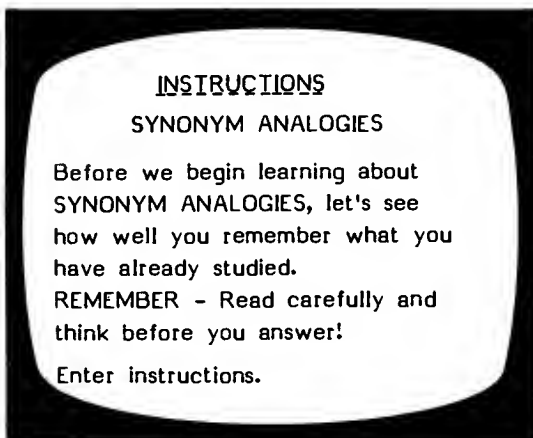 INSTRUCTIONS
SYNONYM ANALOGIES
Before we begin learning about
SYNONYM ANALOGIES, let's see
how well you remember what you
have already studied.
REMEMBER - Read carefully and
think before you answer!
Enter instructions.